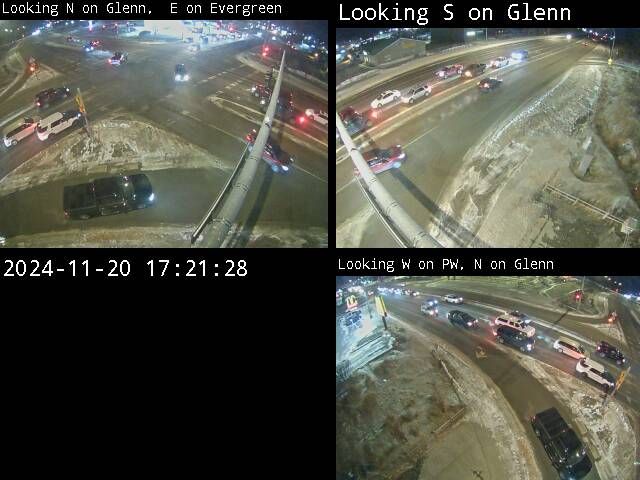 Looking N on Glenn,  E on Evergreen
Looking S on Glenn
2024-11-20 17:21:28
Looking W on PW, N on Glenn